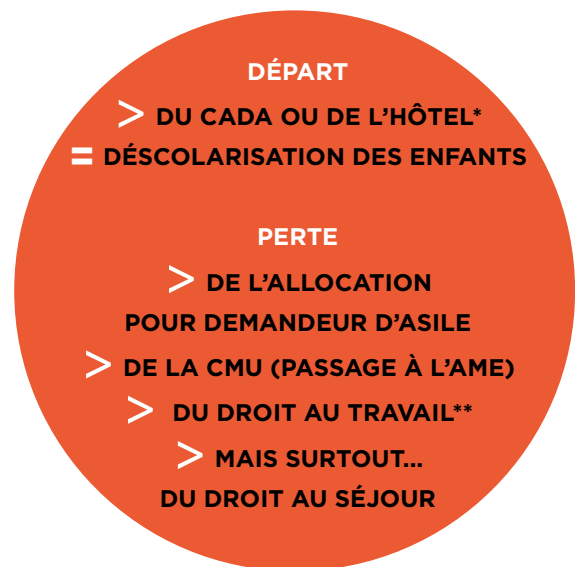 DÉPART
> DU CADA OU DE L'HÔTEL*
= DÉSCOLARISATION DES ENFANTS
PERTE
> DE L'ALLOCATION
POUR DEMANDEUR D'ASILE
> DE LA CMU (PASSAGE À L'AME)
> DU DROIT AU TRAVAIL**
> MAIS SURTOUT...
DU DROIT AU SÉJOUR